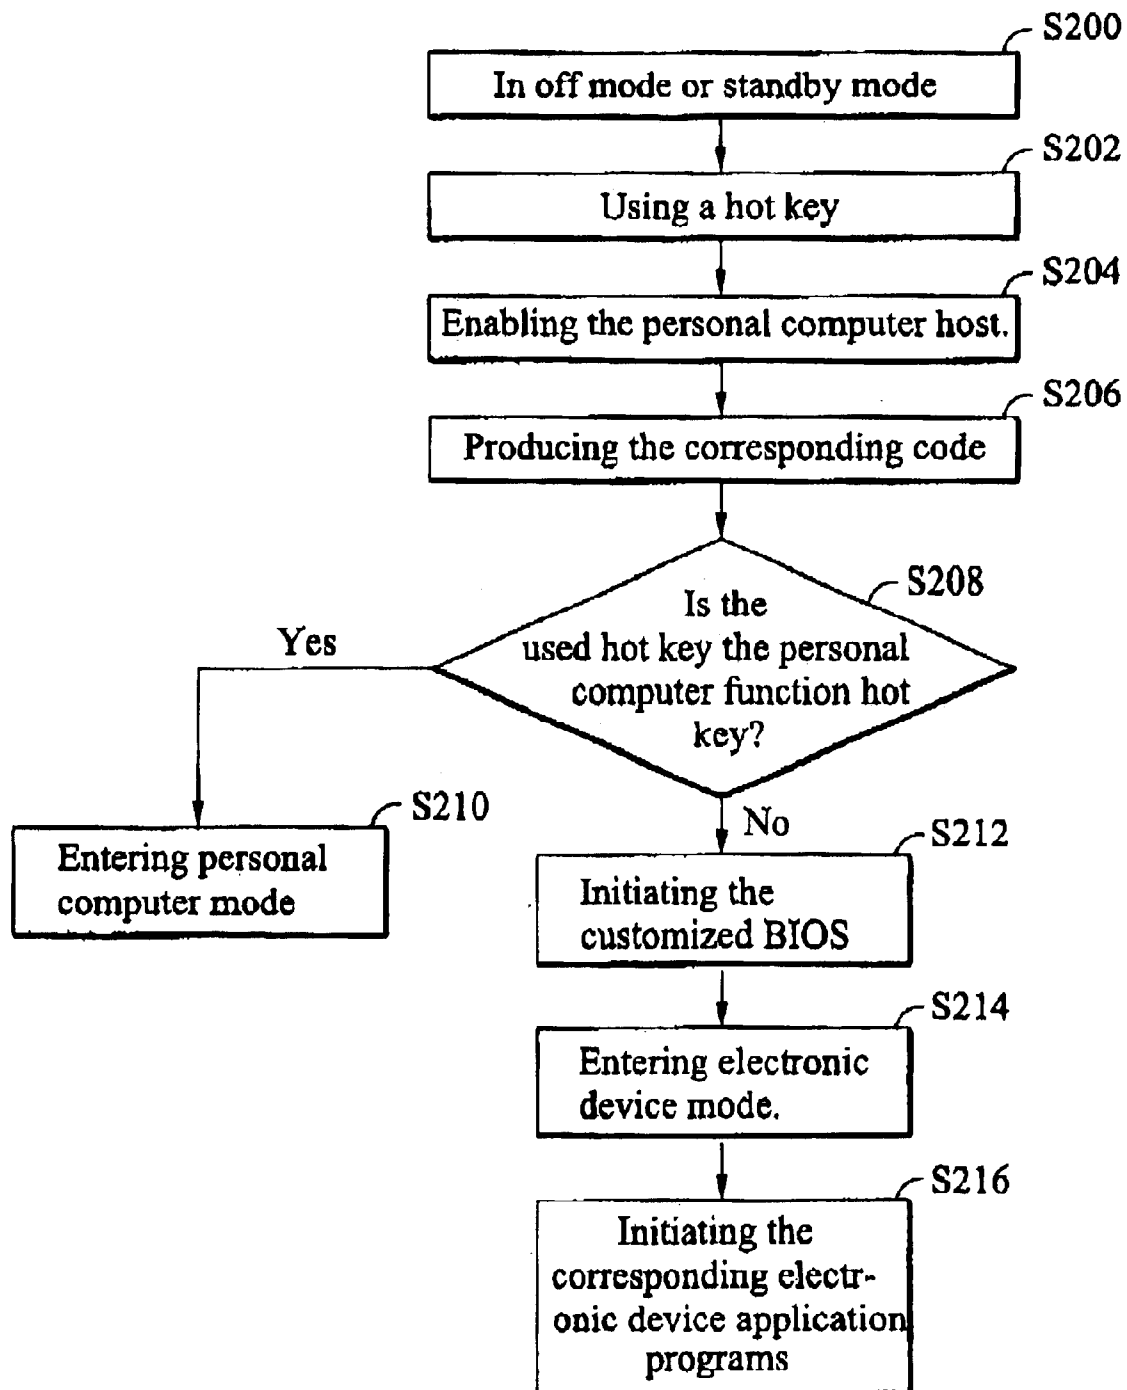 S200
In off mode or standby mode
S202
Using a hot key
S204
Enabling the personal computer host.
S206
Producing the corresponding code
S208
Is the
used hot key the personal
computer function hot
key?
Yes
No
S210
Entering personal
computer mode
S212
Initiating the
customized BIOS
S214
Entering electronic
device mode.
S216
Initiating the
corresponding electr-
onic device application
programs